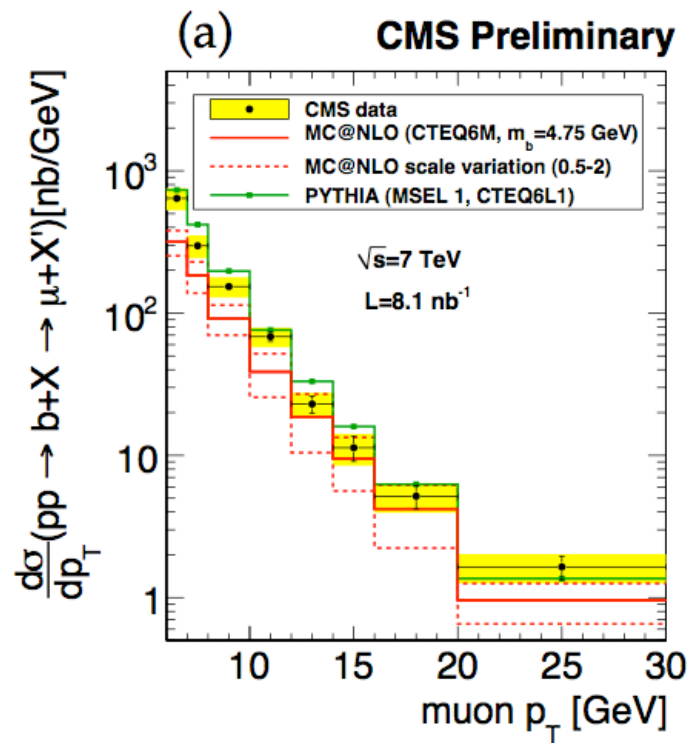 (a) CMS Preliminary
CMS data
MC@NLO (CTEQ6M, m_b=4.75 GeV)
MC@NLO scale variation (0.5-2)
PYTHIA (MSEL 1, CTEQ6L1)
√s=7 TeV
L=8.1 nb⁻¹
dσ/dp_T (pp → b+X → μ+X')[nb/GeV]
10³
10²
10
1
10 15 20 25 30
muon p_T [GeV]